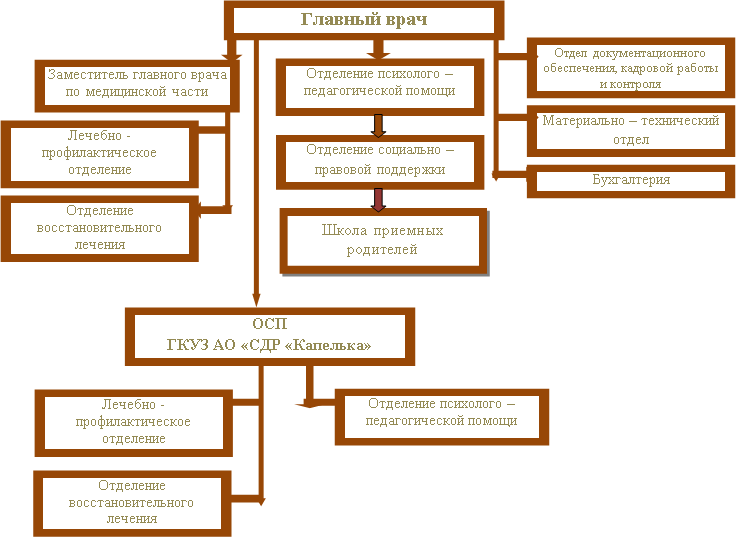 Главный врач
Заместитель главного врача
по медицинской части
Лечебно -
профилактическое
отделение
Отделение
восстановительного
лечения
Отделение психолого –
педагогической помощи
Отделение социально –
правовой поддержки
Школа приемных
родителей
Отдел документационного
обеспечения, кадровой работы
и контроля
Материально – технический
отдел
Бухгалтерия
ОСП
ГКУЗ АО «СДР «Капелька»
Лечебно -
профилактическое
отделение
Отделение
восстановительного
лечения
Отделение психолого –
педагогической помощи